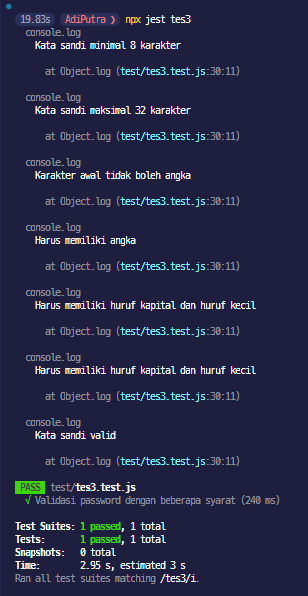 19.83s AdiPutra ❯ npx jest tes3
console.log
Kata sandi minimal 8 karakter
at Object.log (test/tes3.test.js:30:11)
console.log
Kata sandi maksimal 32 karakter
at Object.log (test/tes3.test.js:30:11)
console.log
Karakter awal tidak boleh angka
at Object.log (test/tes3.test.js:30:11)
console.log
Harus memiliki angka
at Object.log (test/tes3.test.js:30:11)
console.log
Harus memiliki huruf kapital dan huruf kecil
at Object.log (test/tes3.test.js:30:11)
console.log
Harus memiliki huruf kapital dan huruf kecil
at Object.log (test/tes3.test.js:30:11)
console.log
Kata sandi valid
at Object.log (test/tes3.test.js:30:11)
PASS test/tes3.test.js
√ Validasi password dengan beberapa syarat (240 ms)
Test Suites: 1 passed, 1 total
Tests: 1 passed, 1 total
Snapshots: 0 total
Time: 2.95 s, estimated 3 s
Ran all test suites matching /tes3/i.